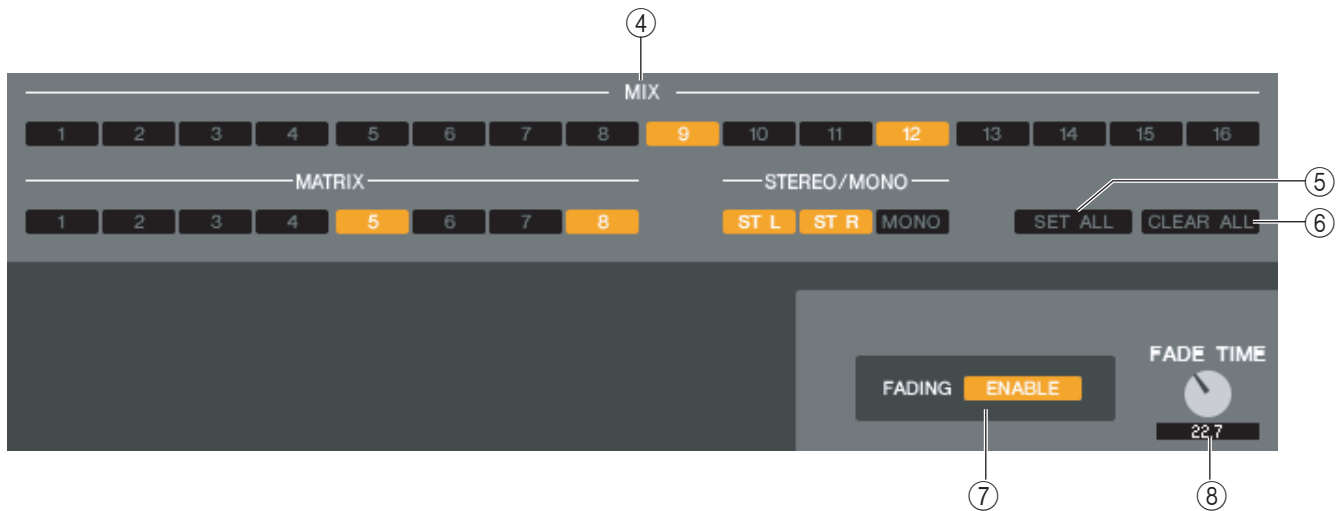 ④
MIX
1 2 3 4 5 6 7 8 9 10 11 12 13 14 15 16
MATRIX STEREO/MONO
⑤
1 2 3 4 5 6 7 8 ST L ST R MONO SET ALL CLEAR ALL
⑥
FADE TIME
FADING ENABLE
22.7
⑦ ⑧